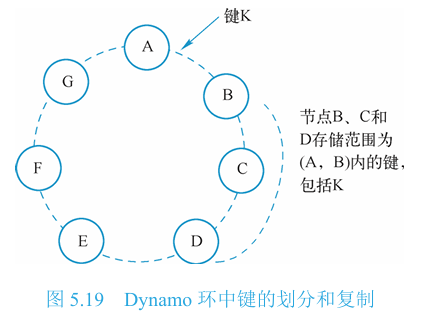 键K
A
B
C
D
E
F
G
节点B、C和
D存储范围为
(A，B)内的键，
包括K
图 5.19 Dynamo 环中键的划分和复制